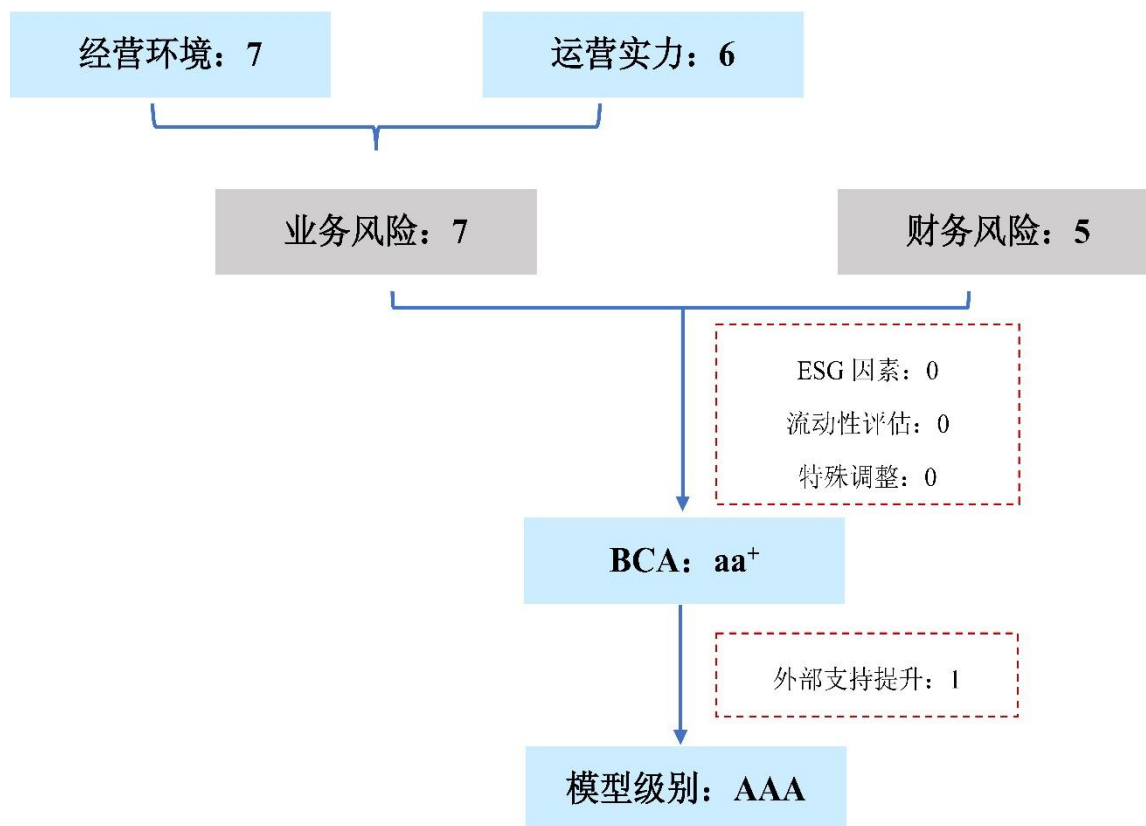 经营环境：7
运营实力：6
业务风险：7
财务风险：5
ESG 因素：0
流动性评估：0
特殊调整：0
BCA：aa⁺
外部支持提升：1
模型级别：AAA